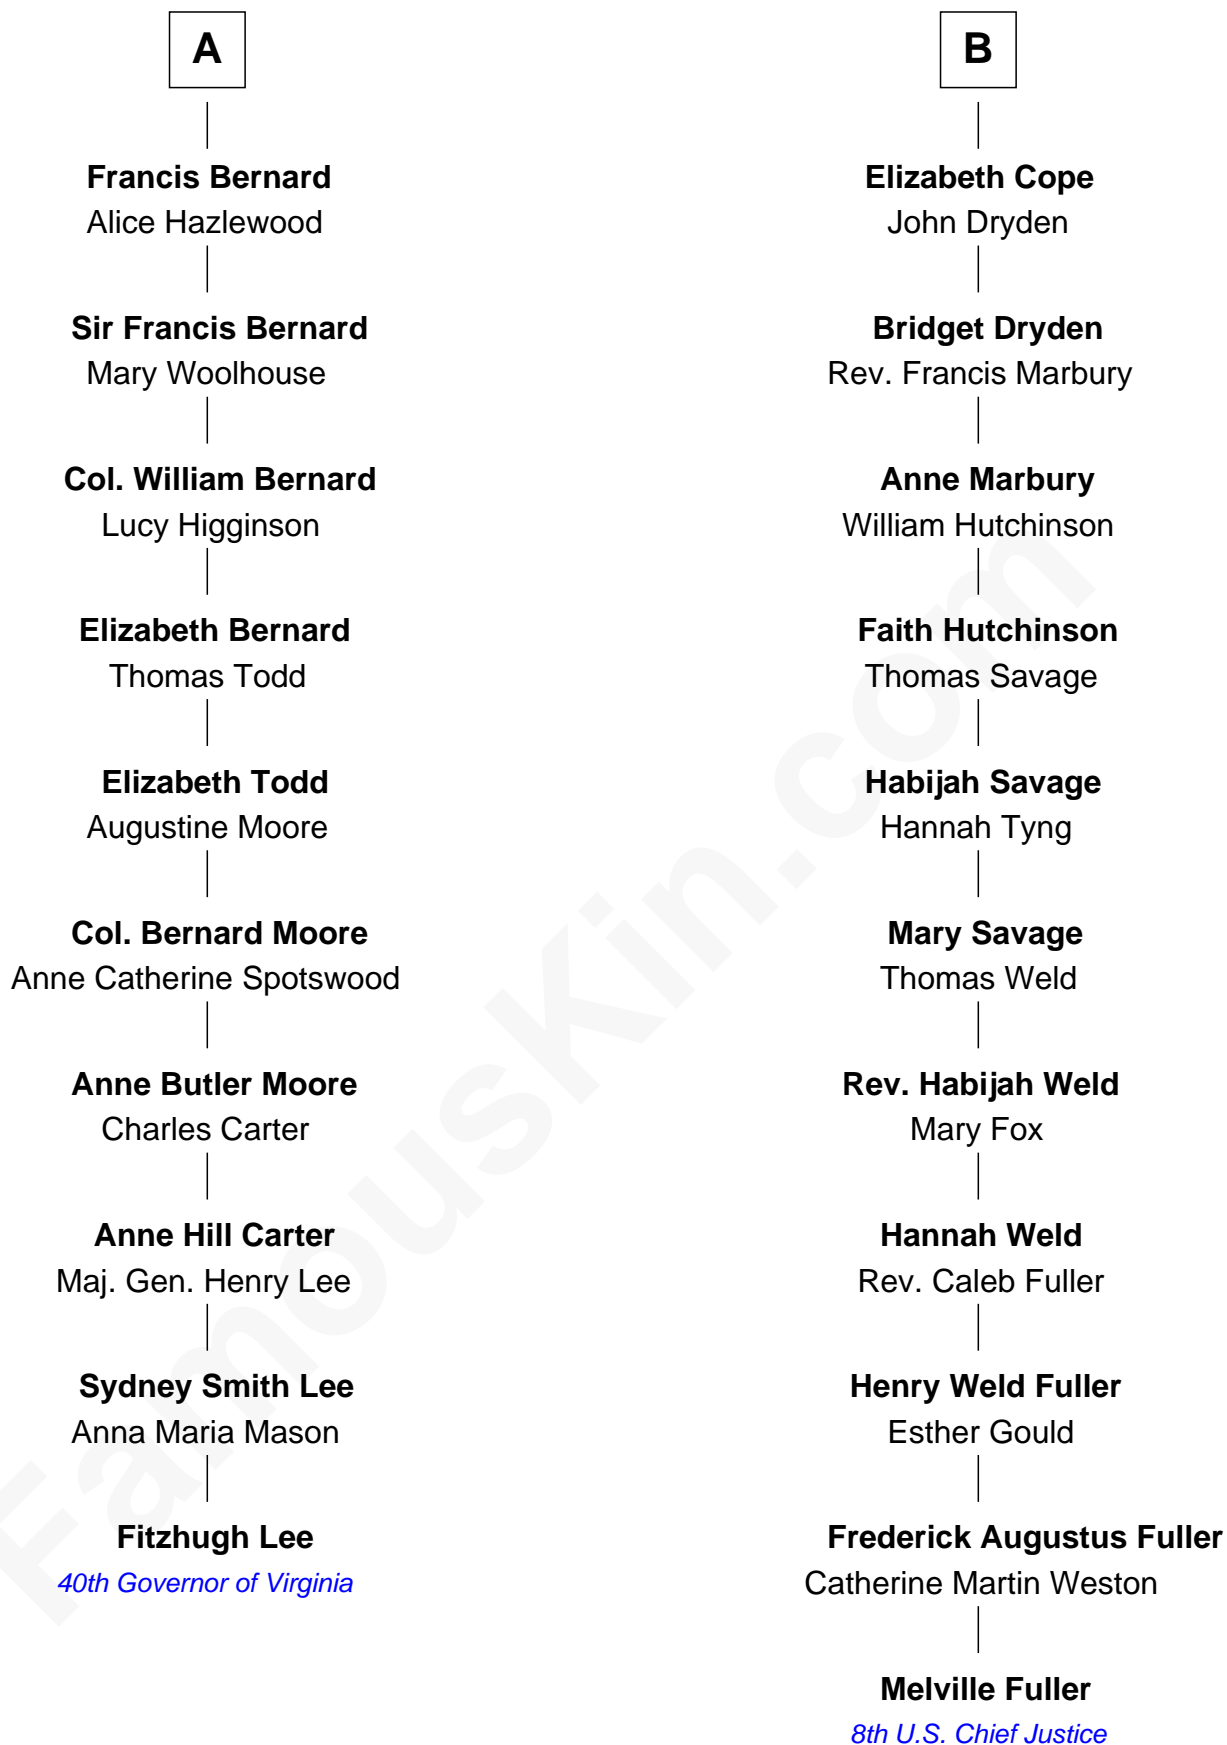 A
Francis Bernard
Alice Hazlewood
Sir Francis Bernard
Mary Woolhouse
Col. William Bernard
Lucy Higginson
Elizabeth Bernard
Thomas Todd
Elizabeth Todd
Augustine Moore
Col. Bernard Moore
Anne Catherine Spotswood
Anne Butler Moore
Charles Carter
Anne Hill Carter
Maj. Gen. Henry Lee
Sydney Smith Lee
Anna Maria Mason
Fitzhugh Lee
40th Governor of Virginia
B
Elizabeth Cope
John Dryden
Bridget Dryden
Rev. Francis Marbury
Anne Marbury
William Hutchinson
Faith Hutchinson
Thomas Savage
Habijah Savage
Hannah Tyng
Mary Savage
Thomas Weld
Rev. Habijah Weld
Mary Fox
Hannah Weld
Rev. Caleb Fuller
Henry Weld Fuller
Esther Gould
Frederick Augustus Fuller
Catherine Martin Weston
Melville Fuller
8th U.S. Chief Justice
FamousKin.com